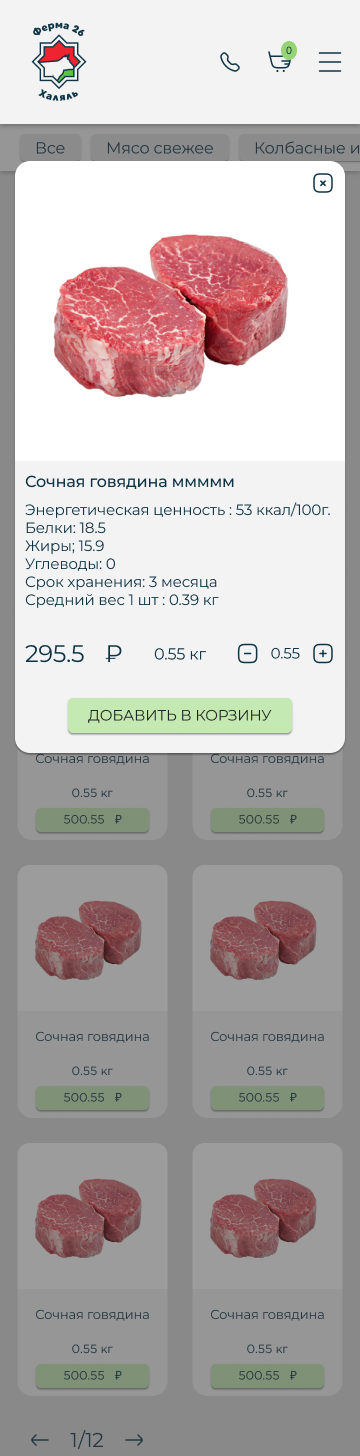 Ферма 26
Халяль
0
Все
Мясо свежее
Колбасные и
Сочная говядина ммммм
Энергетическая ценность : 53 ккал/100г.
Белки: 18.5
Жиры; 15.9
Углеводы: 0
Срок хранения: 3 месяца
Средний вес 1 шт : 0.39 кг
295.5 ₽ 0.55 кг 0.55
ДОБАВИТЬ В КОРЗИНУ
Сочная говядина
0.55 кг
500.55 ₽
Сочная говядина
0.55 кг
500.55 ₽
Сочная говядина
0.55 кг
500.55 ₽
Сочная говядина
0.55 кг
500.55 ₽
Сочная говядина
0.55 кг
500.55 ₽
Сочная говядина
0.55 кг
500.55 ₽
1/12